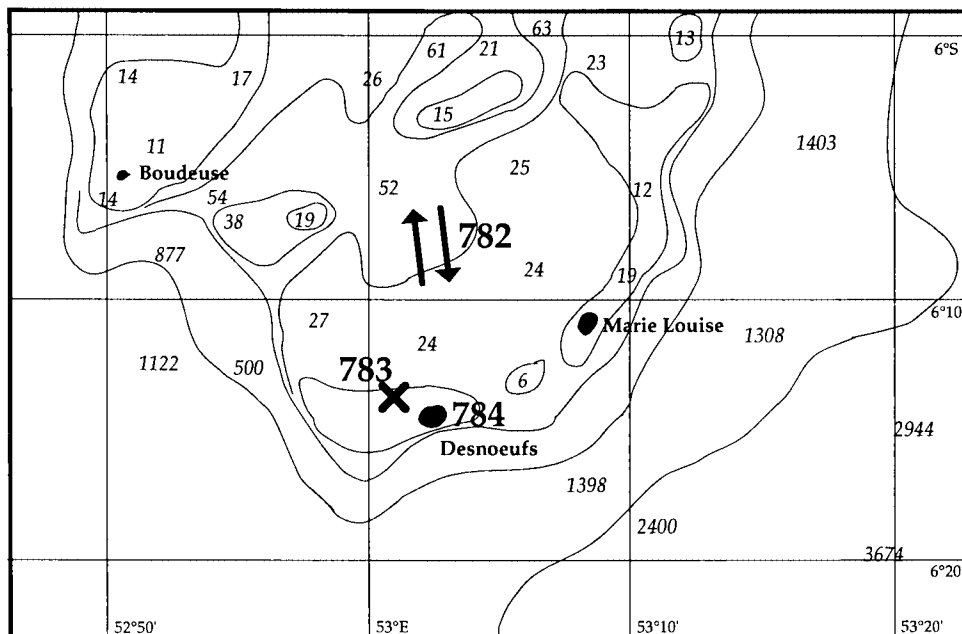 63
61 21 13 6°S
14 17 26 23
15 1403
11 25
Boudeuse 52 12
14 54
38 19 782
877 24 19
27 6°10
Marie Louise 1308
1122 500 24
783 6
784 2944
Desnoeufs
1398
2400
3674
6°20
52°50' 53°E 53°10' 53°20'